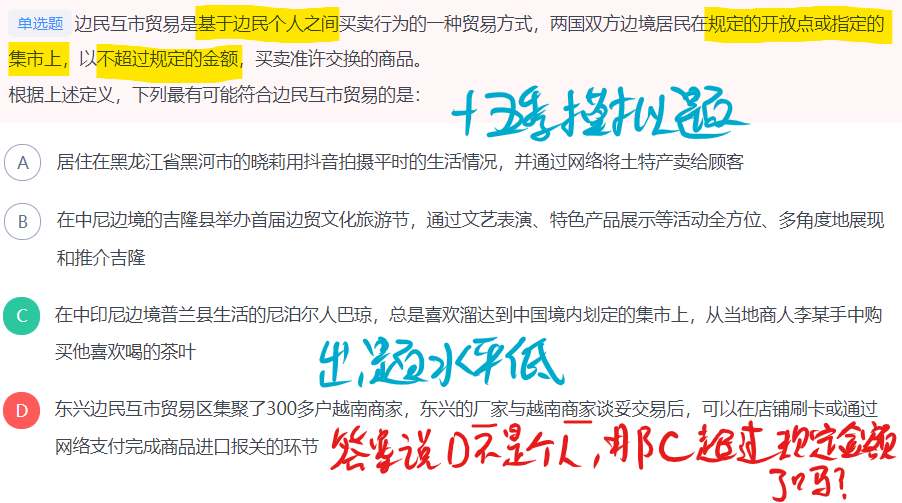 单选题 边民互市贸易是基于边民个人之间买卖行为的一种贸易方式，两国双方边境居民在规定的开放点或指定的
集市上，以不超过规定的金额，买卖准许交换的商品。
根据上述定义，下列最有可能符合边民互市贸易的是：
十五季模拟题
A 居住在黑龙江省黑河市的晓莉用抖音拍摄平时的生活情况，并通过网络将土特产卖给顾客
B 在中尼边境的吉隆县举办首届边贸文化旅游节，通过文艺表演、特色产品展示等活动全方位、多角度地展现
和推介吉隆
C 在中印尼边境普兰县生活的尼泊尔人巴琼，总是喜欢溜达到中国境内划定的集市上，从当地商人李某手中购
买他喜欢喝的茶叶
出题水平低
D 东兴边民互市贸易区集聚了300多户越南商家，东兴的厂家与越南商家谈妥交易后，可以在店铺刷卡或通过
网络支付完成商品进口报关的环节
答案说D不是个人，那C超过规定金额
了吗？